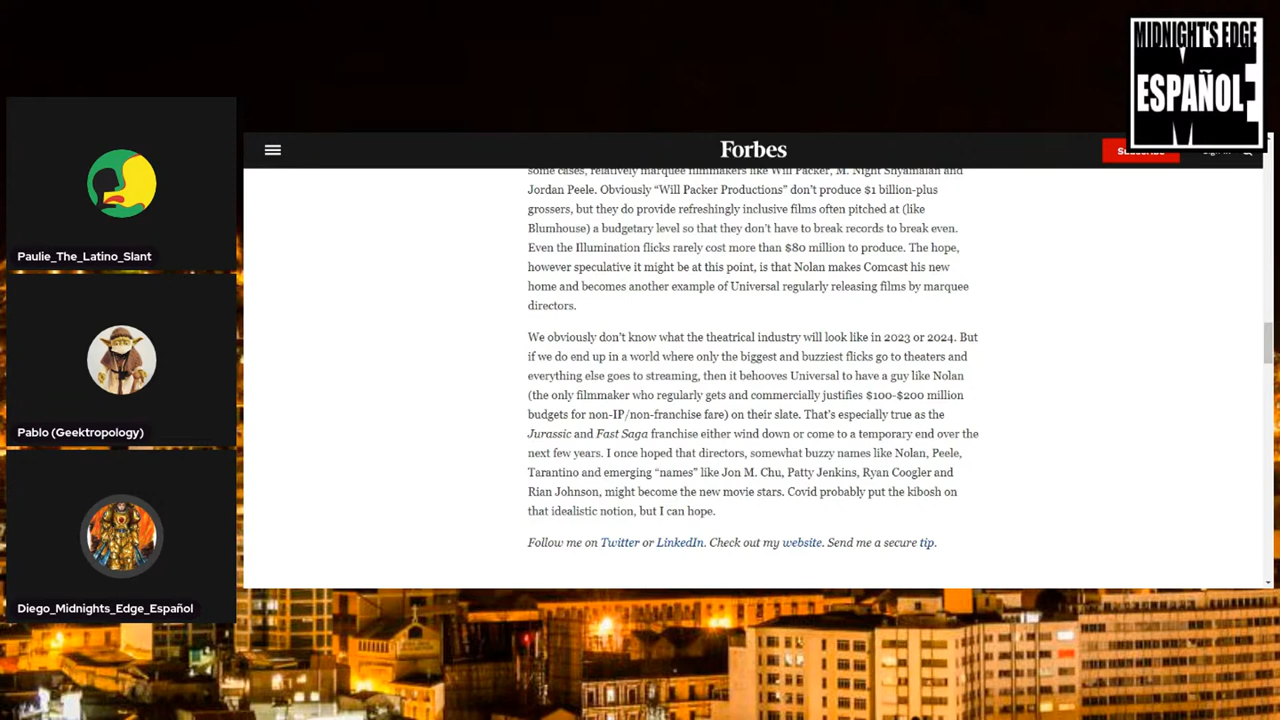 MIDNIGHT'S EDGE
ESPAÑOL
Forbes
some cases, relatively marquee filmmakers like Will Packer, M. Night Shyamalan and
Jordan Peele. Obviously “Will Packer Productions” don’t produce $1 billion-plus
grossers, but they do provide refreshingly inclusive films often pitched at (like
Blumhouse) a budgetary level so that they don’t have to break records to break even.
Even the Illumination flicks rarely cost more than $80 million to produce. The hope,
however speculative it might be at this point, is that Nolan makes Comcast his new
home and becomes another example of Universal regularly releasing films by marquee
directors.
We obviously don’t know what the theatrical industry will look like in 2023 or 2024. But
if we do end up in a world where only the biggest and buzziest flicks go to theaters and
everything else goes to streaming, then it behooves Universal to have a guy like Nolan
(the only filmmaker who regularly gets and commercially justifies $100-$200 million
budgets for non-IP/non-franchise fare) on their slate. That’s especially true as the
Jurassic and Fast Saga franchise either wind down or come to a temporary end over the
next few years. I once hoped that directors, somewhat buzzy names like Nolan, Peele,
Tarantino and emerging “names” like Jon M. Chu, Patty Jenkins, Ryan Coogler and
Rian Johnson, might become the new movie stars. Covid probably put the kibosh on
that idealistic notion, but I can hope.
Follow me on Twitter or LinkedIn. Check out my website. Send me a secure tip.
Paulie_The_Latino_Slant
Pablo (Geektropology)
Diego_Midnights_Edge_Español